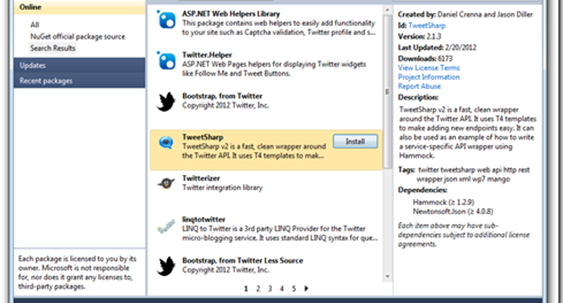 Online
All
NuGet official package source
Search Results
Updates
Recent packages
Each package is licensed to you by its
owner. Microsoft is not responsible
for, nor does it grant any licenses to,
third-party packages.
ASP.NET Web Helpers Library
This package contains web helpers to easily add functionality
to your site such as Captcha validation, Twitter profile and s...
Twitter.Helper
ASP.NET Web Pages helpers for displaying Twitter widgets
like Follow Me and Tweet Buttons.
Bootstrap, from Twitter
Copyright 2012 Twitter, Inc.
TweetSharp
TweetSharp v2 is a fast, clean wrapper around
the Twitter API. It uses T4 templates to mak...
Install
Twitterizer
Twitter integration library
linqtotwitter
LINQ to Twitter is a 3rd party LINQ Provider for the Twitter
micro-blogging service. It uses standard LINQ syntax for que...
Bootstrap, from Twitter Less Source
Copyright 2012 Twitter, Inc.
1 2 3 4 5
Created by: Daniel Crenna and Jason Diller
Id: TweetSharp
Version: 2.1.3
Last Updated: 2/20/2012
Downloads: 6173
View License Terms
Project Information
Report Abuse
Description:
TweetSharp v2 is a fast, clean wrapper
around the Twitter API. It uses T4 templates
to make adding new endpoints easy. It can
also be used as an example of how to write
a service-specific API wrapper using
Hammock.
Tags: twitter tweetsharp web api http rest
wrapper json xml wp7 mango
Dependencies:
Hammock (≥ 1.2.9)
Newtonsoft.Json (≥ 4.0.8)
Each item above may have sub-
dependencies subject to additional license
agreements.